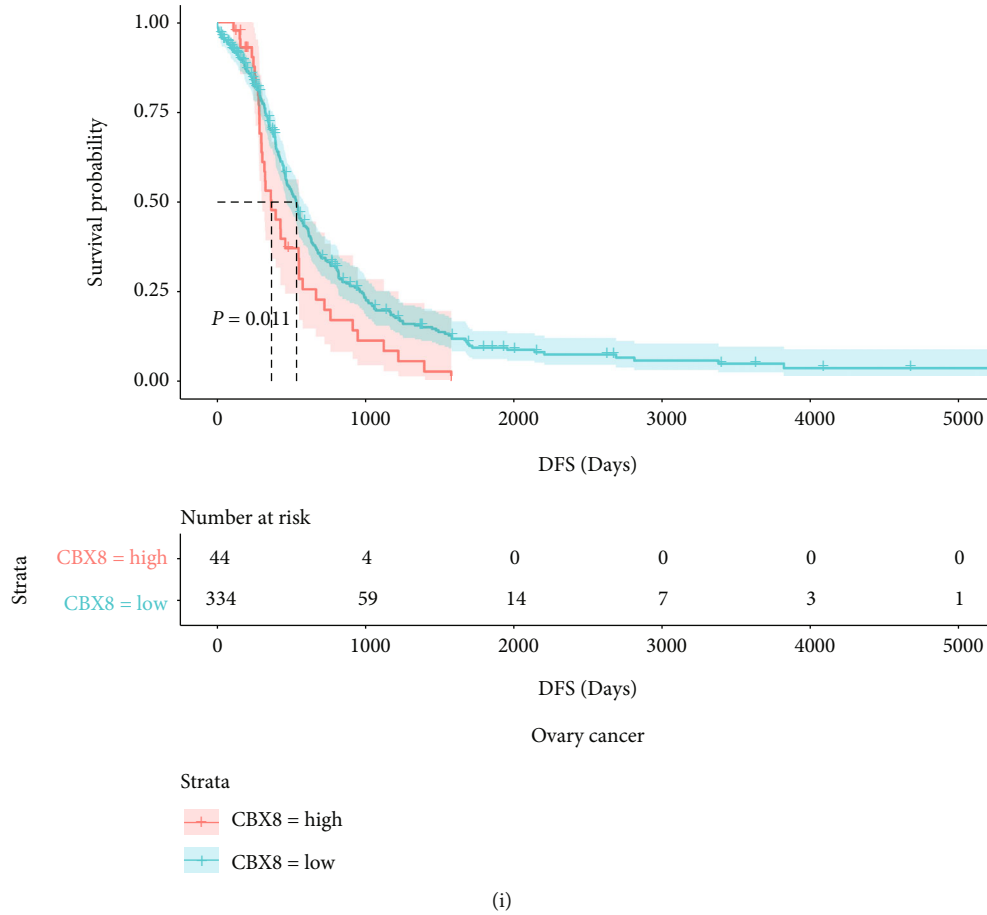 1.00
0.75
0.50
0.25
0.00
Survival probability
P = 0.011
0 1000 2000 3000 4000 5000
DFS (Days)
Number at risk
Strata
CBX8 = high 44 4 0 0 0 0
CBX8 = low 334 59 14 7 3 1
0 1000 2000 3000 4000 5000
DFS (Days)
Ovary cancer
Strata
CBX8 = high
CBX8 = low
(i)